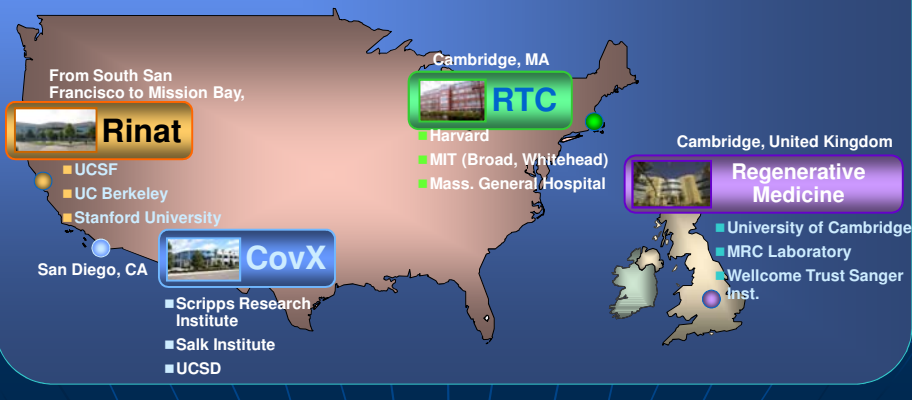 From South San
Francisco to Mission Bay,
Rinat
UCSF
UC Berkeley
Stanford University
San Diego, CA
CovX
Scripps Research
Institute
Salk Institute
UCSD
Cambridge, MA
RTC
Harvard
MIT (Broad, Whitehead)
Mass. General Hospital
Cambridge, United Kingdom
Regenerative
Medicine
University of Cambridge
MRC Laboratory
Wellcome Trust Sanger
Inst.